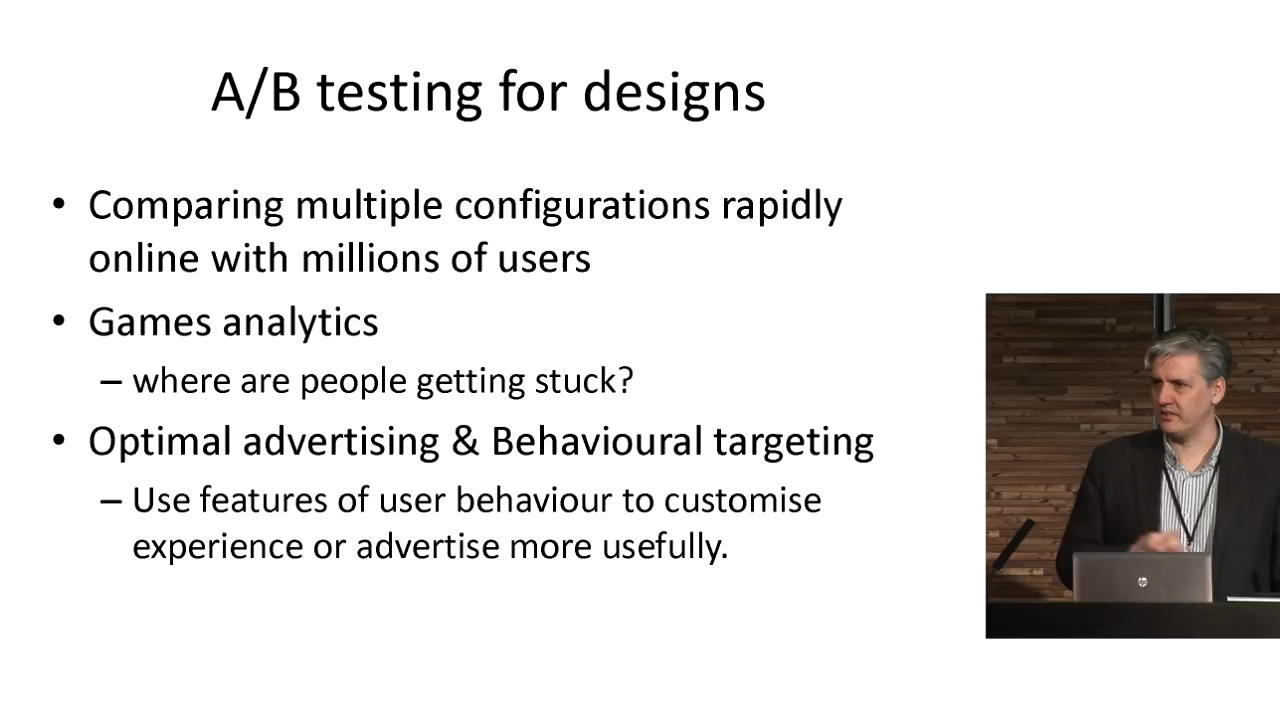 A/B testing for designs
• Comparing multiple configurations rapidly
online with millions of users
• Games analytics
– where are people getting stuck?
• Optimal advertising & Behavioural targeting
– Use features of user behaviour to customise
experience or advertise more usefully.
hp